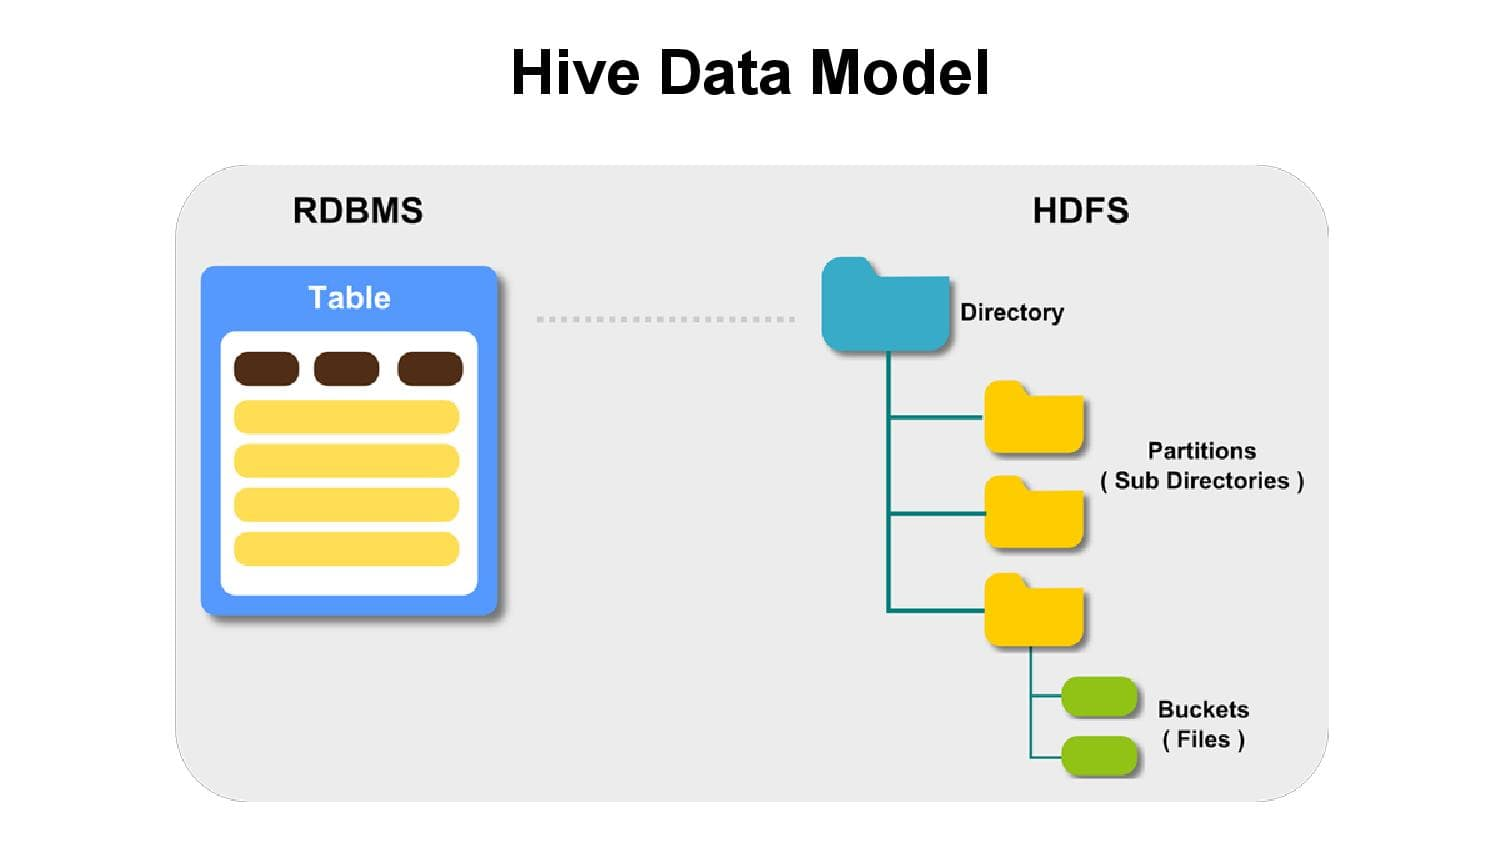 Hive Data Model
RDBMS
HDFS
Table
Directory
Partitions
( Sub Directories )
Buckets
( Files )